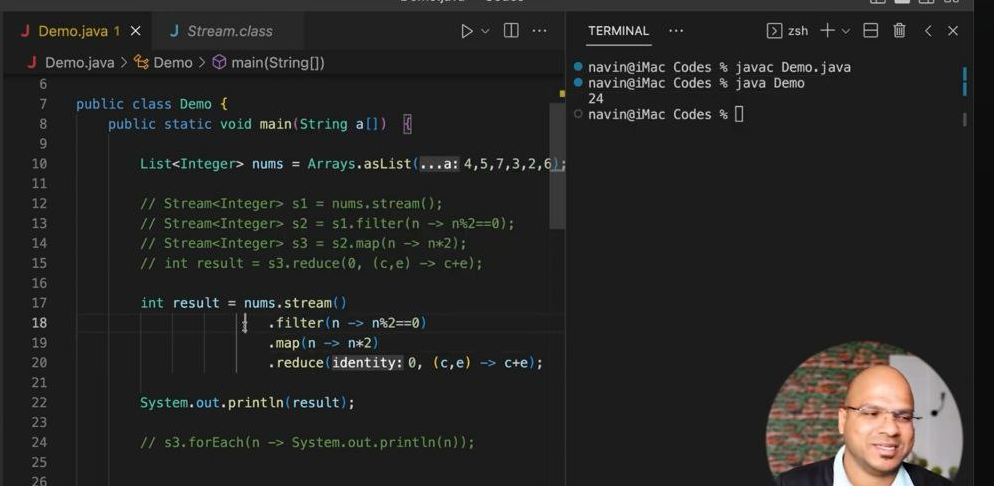 Demo.java 1
Stream.class
Demo.java > Demo > main(String[])
6
7 public class Demo {
8 public static void main(String a[]) {
9
10 List<Integer> nums = Arrays.asList(...a: 4,5,7,3,2,6);
11
12 // Stream<Integer> s1 = nums.stream();
13 // Stream<Integer> s2 = s1.filter(n -> n%2==0);
14 // Stream<Integer> s3 = s2.map(n -> n*2);
15 // int result = s3.reduce(0, (c,e) -> c+e);
16
17 int result = nums.stream()
18 .filter(n -> n%2==0)
19 .map(n -> n*2)
20 .reduce(identity: 0, (c,e) -> c+e);
21
22 System.out.println(result);
23
24 // s3.forEach(n -> System.out.println(n));
25
26
TERMINAL
zsh
navin@iMac Codes % javac Demo.java
navin@iMac Codes % java Demo
24
navin@iMac Codes %